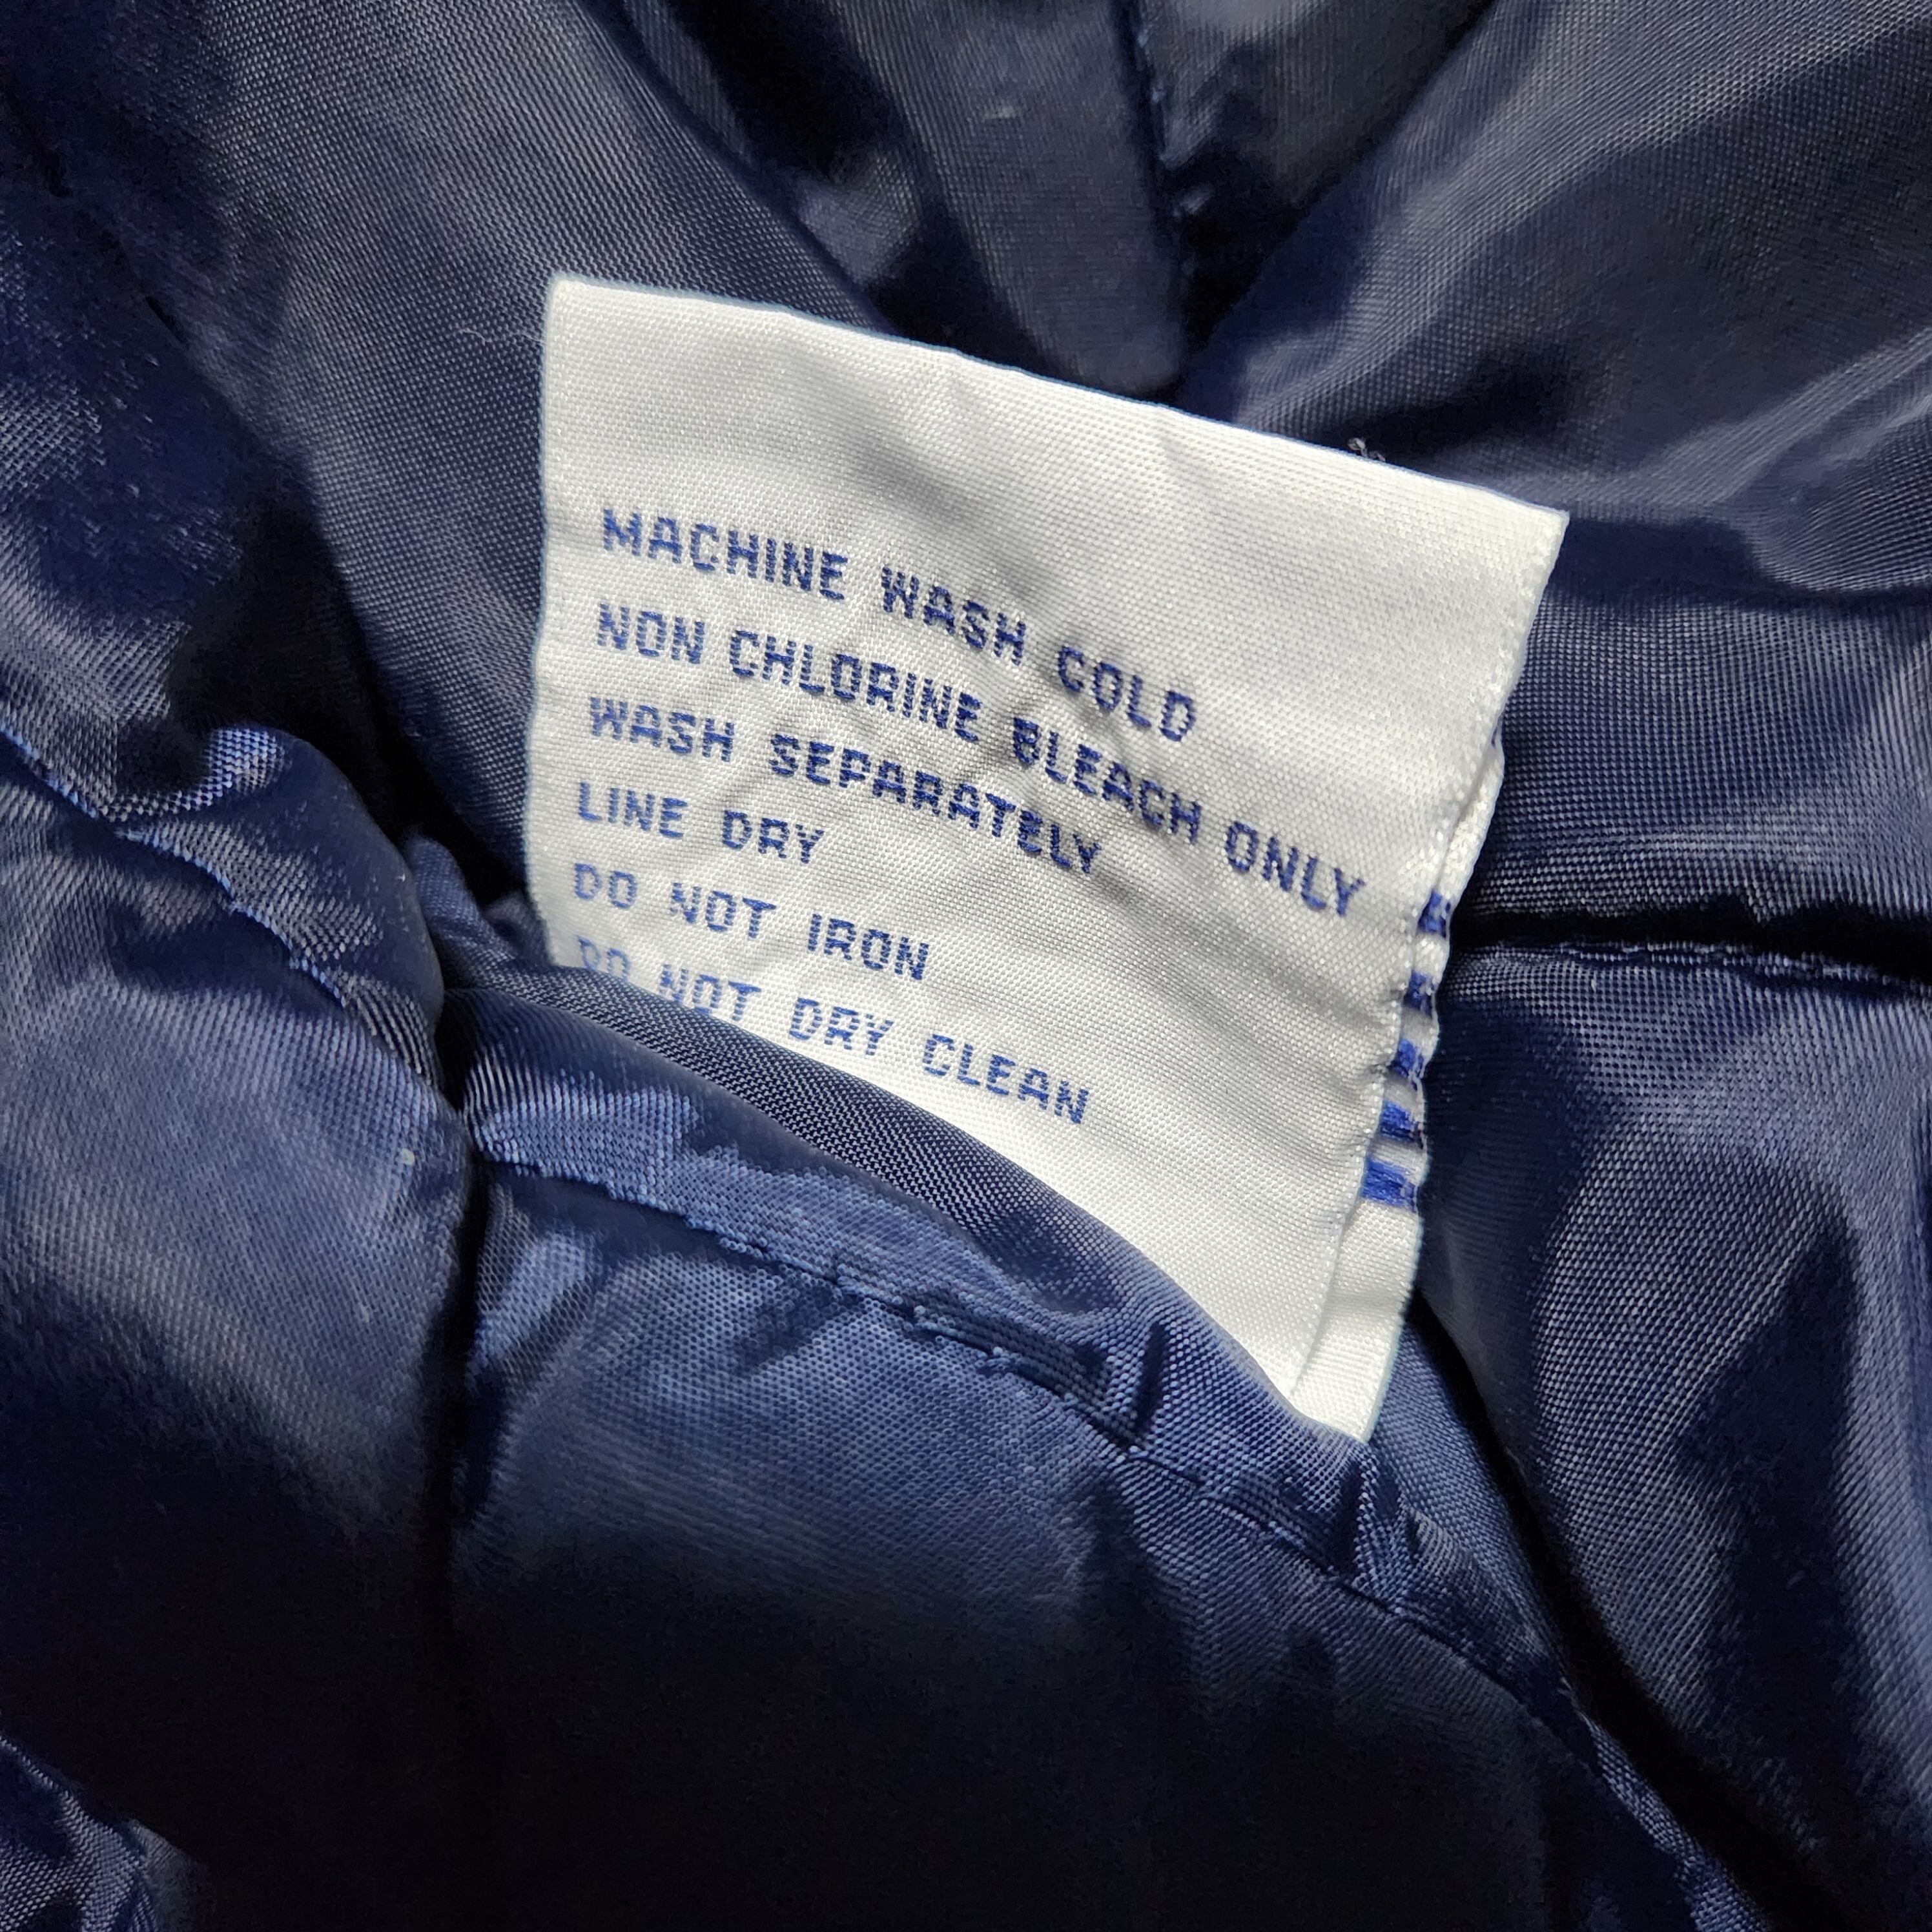 MACHINE WASH COLD
NON CHLORINE BLEACH ONLY
WASH SEPARATELY
LINE DRY
DO NOT IRON
DO NOT DRY CLEAN